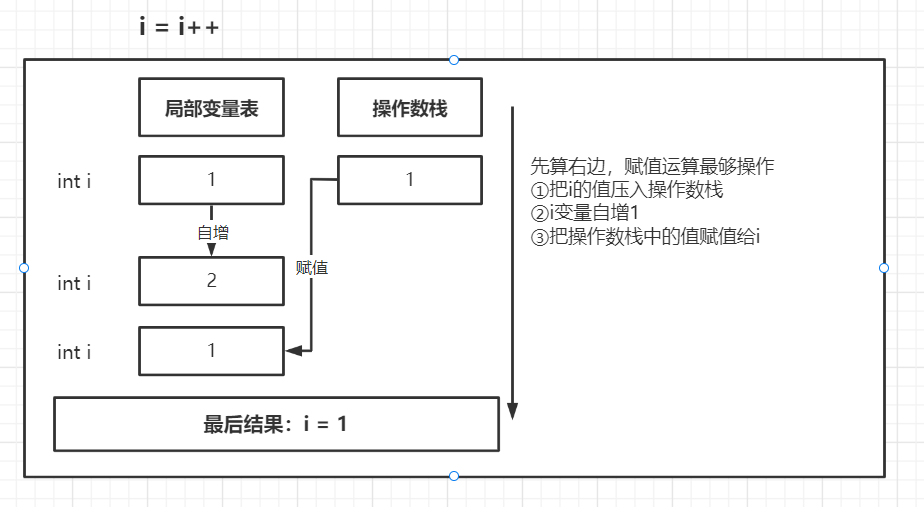 i = i++
局部变量表
操作数栈
int i
1
1
自增
赋值
int i
2
int i
1
最后结果：i = 1
先算右边，赋值运算最够操作
①把i的值压入操作数栈
②i变量自增1
③把操作数栈中的值赋值给i